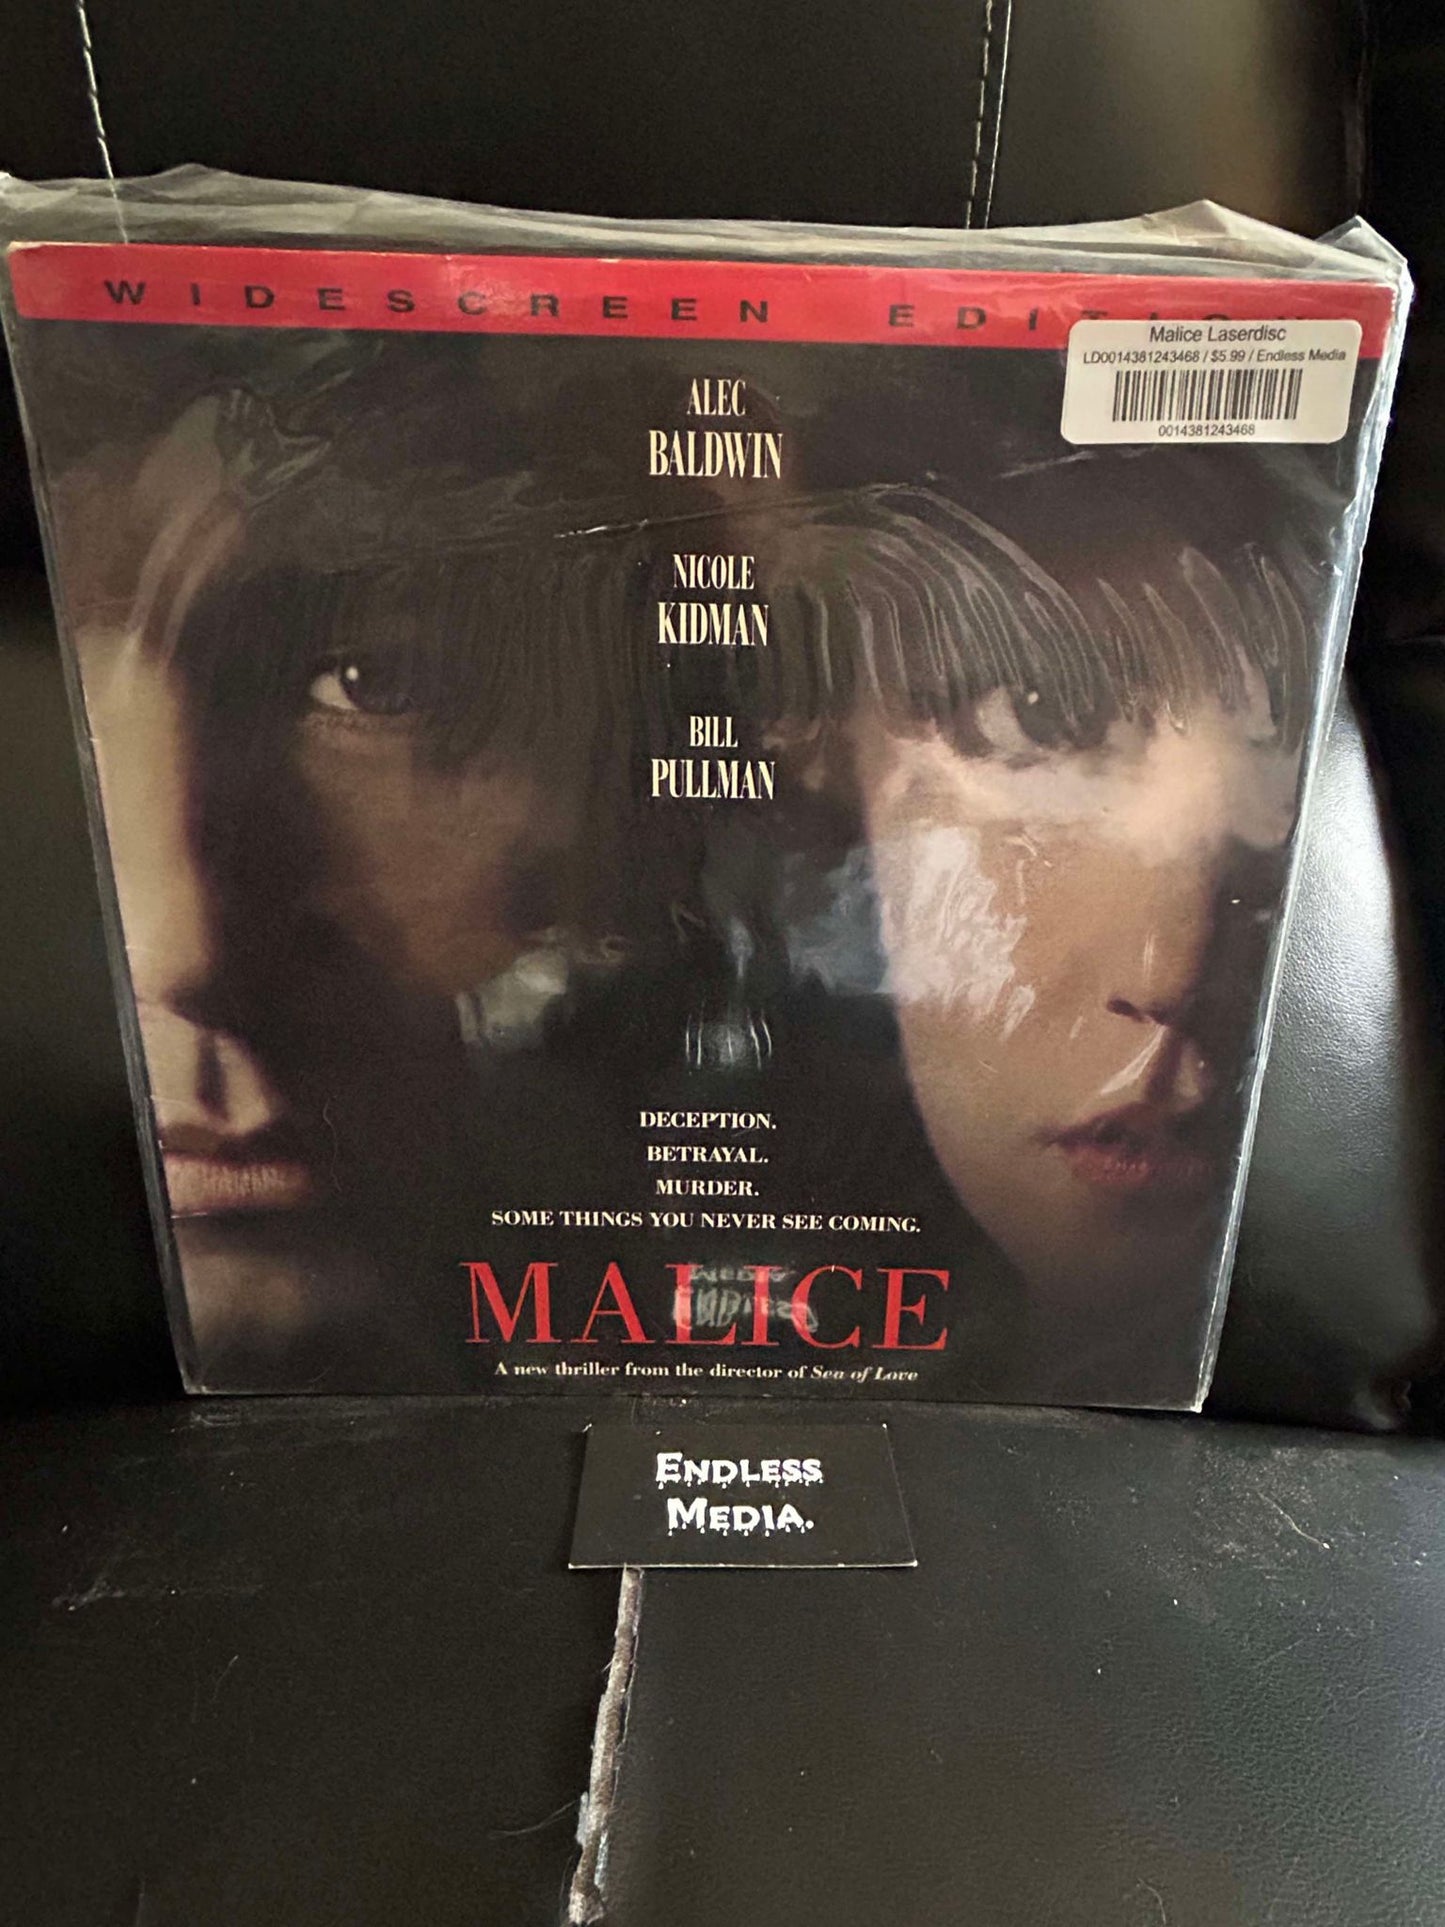 WIDESCREEN EDITION
Malice Laserdisc
LD0014381243468 / $5.99 / Endless Media
0014381243468
ALEC
BALDWIN
NICOLE
KIDMAN
BILL
PULLMAN
DECEPTION.
BETRAYAL.
MURDER.
SOME THINGS YOU NEVER SEE COMING.
MALICE
A new thriller from the director of Sea of Love
ENDLESS
MEDIA.